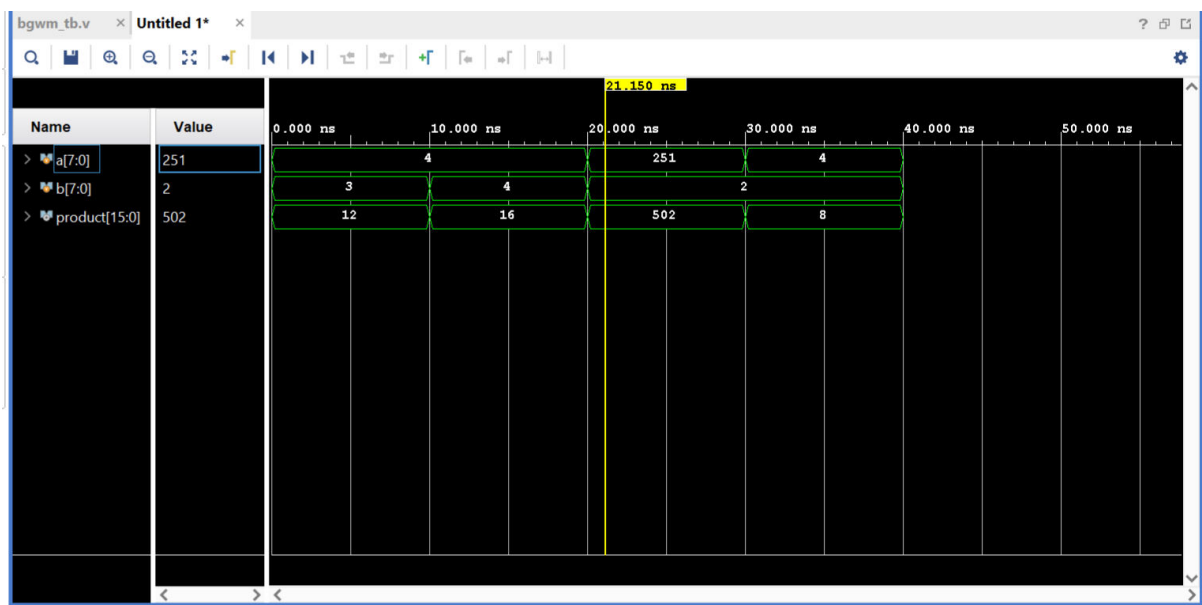 bgwm_tb.v × Untitled 1* ×
?
21.150 ns
Name Value
0.000 ns 10.000 ns 20.000 ns 30.000 ns 40.000 ns 50.000 ns
a[7:0] 251 4 251 4
b[7:0] 2 3 4 2
product[15:0] 502 12 16 502 8